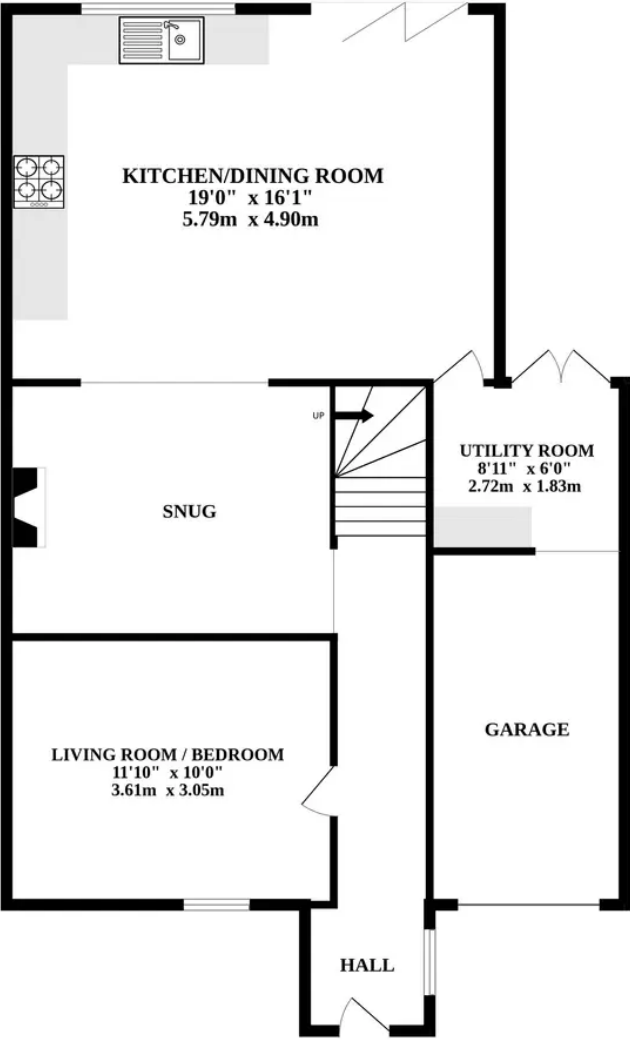 KITCHEN/DINING ROOM
19'0" x 16'1"
5.79m x 4.90m
UP
UTILITY ROOM
8'11" x 6'0"
2.72m x 1.83m
SNUG
GARAGE
LIVING ROOM / BEDROOM
11'10" x 10'0"
3.61m x 3.05m
HALL